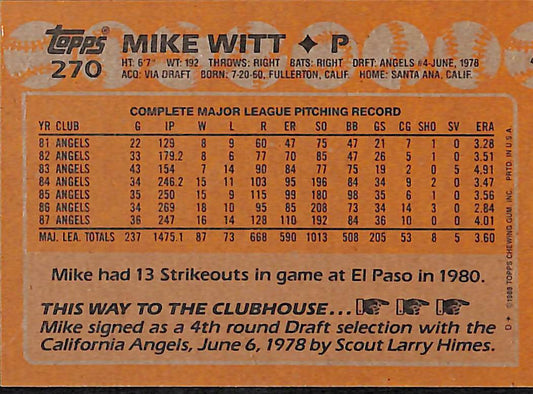 topps MIKE WITT ✦ P
270 HT: 6'7" WT: 192 THROWS: RIGHT BATS: RIGHT DRFT: ANGELS #4-JUNE, 1978
ACQ: VIA DRAFT BORN: 7-20-60, FULLERTON, CALIF. HOME: SANTA ANA, CALIF.
COMPLETE MAJOR LEAGUE PITCHING RECORD
YR CLUB G IP W L R ER SO BB GS CG SHO SV ERA
81 ANGELS 22 129 8 9 60 47 75 47 21 7 1 0 3.28
82 ANGELS 33 179.2 8 6 77 70 85 47 26 5 1 0 3.51
83 ANGELS 43 154 7 14 90 84 77 75 19 2 0 5 4.91
84 ANGELS 34 246.2 15 11 103 95 196 84 34 9 2 0 3.47
85 ANGELS 35 250 15 9 115 99 180 98 35 6 1 0 3.56
86 ANGELS 34 269 18 10 95 85 208 73 34 14 3 0 2.84
87 ANGELS 36 247 16 14 128 110 192 84 36 10 0 0 4.01
MAJ. LEA. TOTALS 237 1475.1 87 73 668 590 1013 508 205 53 8 5 3.60
Mike had 13 Strikeouts in game at El Paso in 1980.
THIS WAY TO THE CLUBHOUSE...
Mike signed as a 4th round Draft selection with the
California Angels, June 6, 1978 by Scout Larry Himes.
D✦ ©1988 TOPPS CHEWING GUM, INC. PRTD. IN U.S.A.